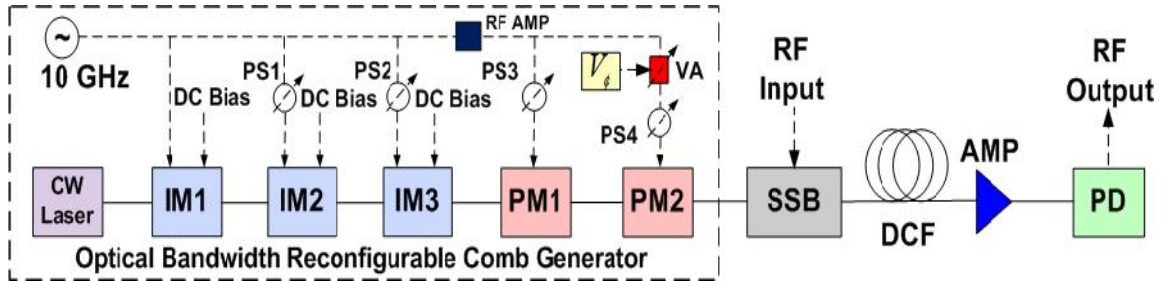 ~
10 GHz
RF AMP
PS1
PS2
PS3
V_ϕ
VA
PS4
DC Bias
DC Bias
DC Bias
RF
Input
RF
Output
CW
Laser
IM1
IM2
IM3
PM1
PM2
SSB
DCF
AMP
PD
Optical Bandwidth Reconfigurable Comb Generator